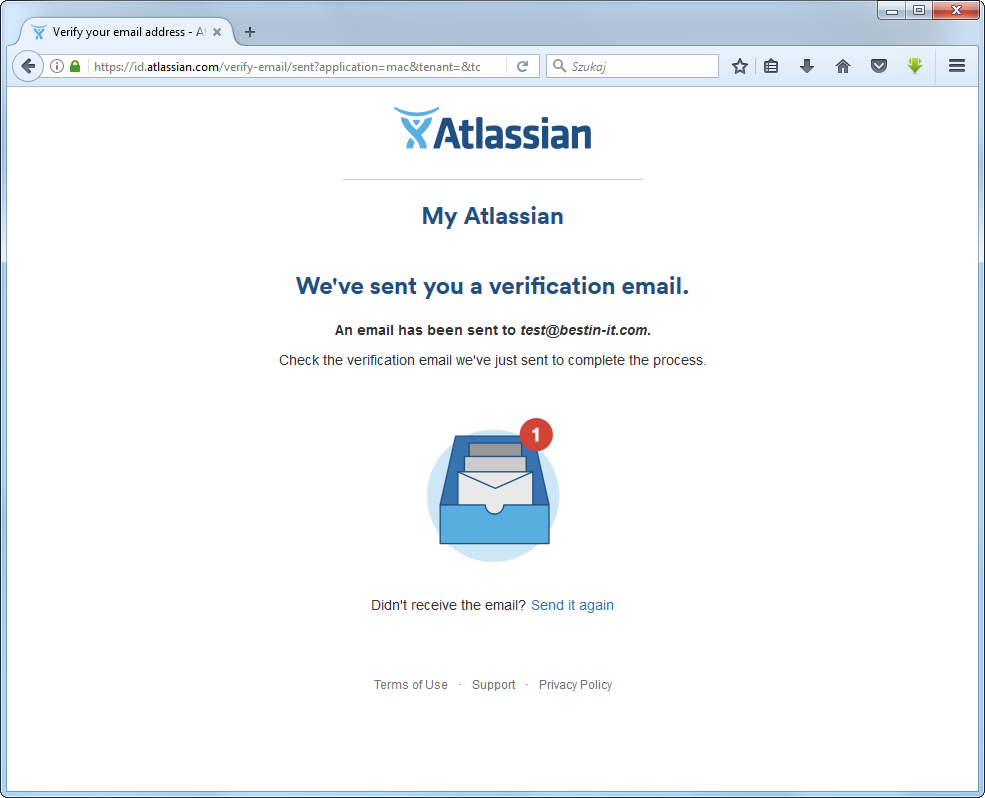 Verify your email address - At
https://id.atlassian.com/verify-email/sent?application=mac&tenant=&tc
Szukaj
Atlassian
My Atlassian
We've sent you a verification email.
An email has been sent to test@bestin-it.com.
Check the verification email we've just sent to complete the process.
1
Didn't receive the email? Send it again
Terms of Use · Support · Privacy Policy